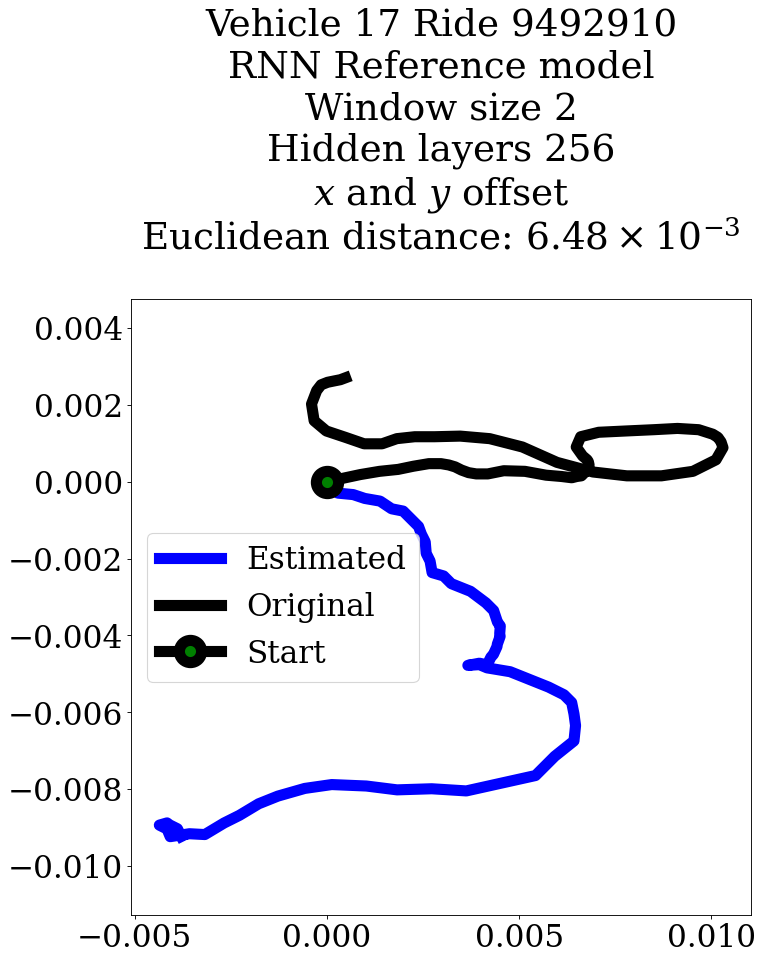 Vehicle 17 Ride 9492910
RNN Reference model
Window size 2
Hidden layers 256
x and y offset
Euclidean distance: 6.48 × 10⁻³
0.004
0.002
0.000
−0.002
−0.004
−0.006
−0.008
−0.010
Estimated
Original
Start
−0.005 0.000 0.005 0.010